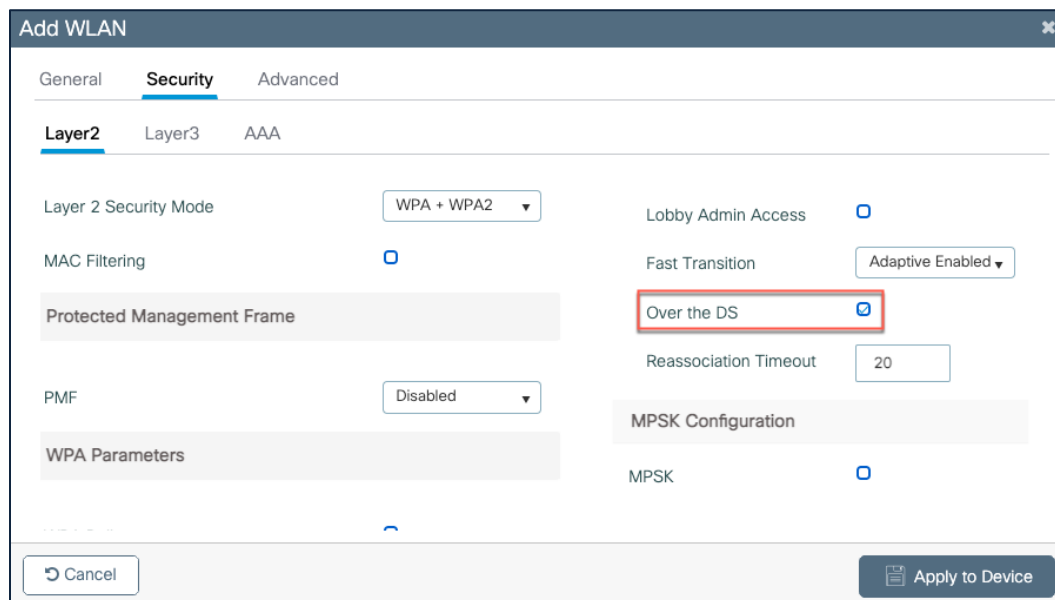 Add WLAN
General Security Advanced
Layer2 Layer3 AAA
Layer 2 Security Mode WPA + WPA2
MAC Filtering
Protected Management Frame
PMF Disabled
WPA Parameters
Lobby Admin Access
Fast Transition Adaptive Enabled
Over the DS
Reassociation Timeout 20
MPSK Configuration
MPSK
Cancel Apply to Device